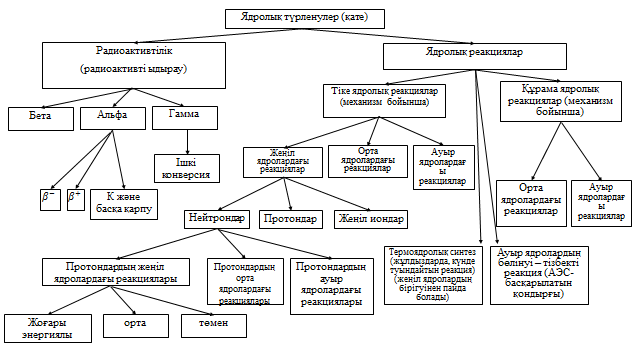 Ядролық түрленулер (кате)
Радиоактивтілік
(радиоактивті ыдырау)
Ядролық реакциялар
Тіке ядролық реакциялар
(механизм бойынша)
Құрама ядролық
реакциялар (механизм
бойынша)
Бета
Альфа
Гамма
Жеңіл
ядролардағы
реакциялар
Орта
ядролардағы
реакциялар
Ауыр
ядролардағ
ы
реакциялар
Ішкі
конверсия
β⁻
β⁺
К және
басқа карпу
Орта
ядролардағы
реакциялар
Ауыр
ядролардағ
ы
реакциялар
Нейтрондар
Протондар
Жеңіл иондар
Протондардың жеңіл
ядролардағы реакциялары
Протондардың
орта
ядролардағы
реакциялары
Протондардың
ауыр
ядролардағы
реакциялары
Термоядролық синтез
(жұлдыздарда, күнде
туындайтын реакция)
(жеңіл ядролардың
бірігуінен пайда
болады)
Ауыр ядролардың
бөлінуі – тізбекті
реакция (АЭС-
басқарылатын
қондырғы)
Жоғары
энергиялы
орта
төмен